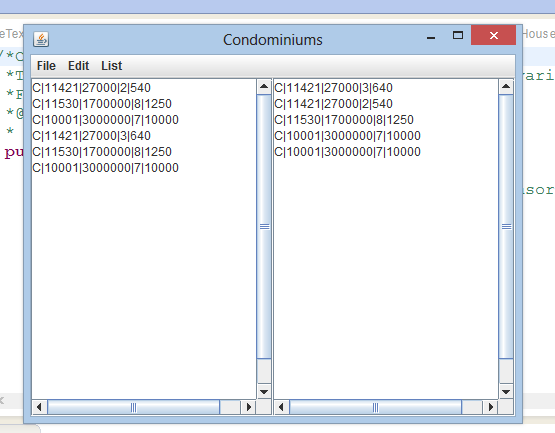 Condominiums
File Edit List
C|11421|27000|2|540
C|11530|1700000|8|1250
C|10001|3000000|7|10000
C|11421|27000|3|640
C|11530|1700000|8|1250
C|10001|3000000|7|10000
C|11421|27000|3|640
C|11421|27000|2|540
C|11530|1700000|8|1250
C|10001|3000000|7|10000
C|10001|3000000|7|10000
eTex
House
/*C
*T
vari
*F
*@
*
pu
nsor